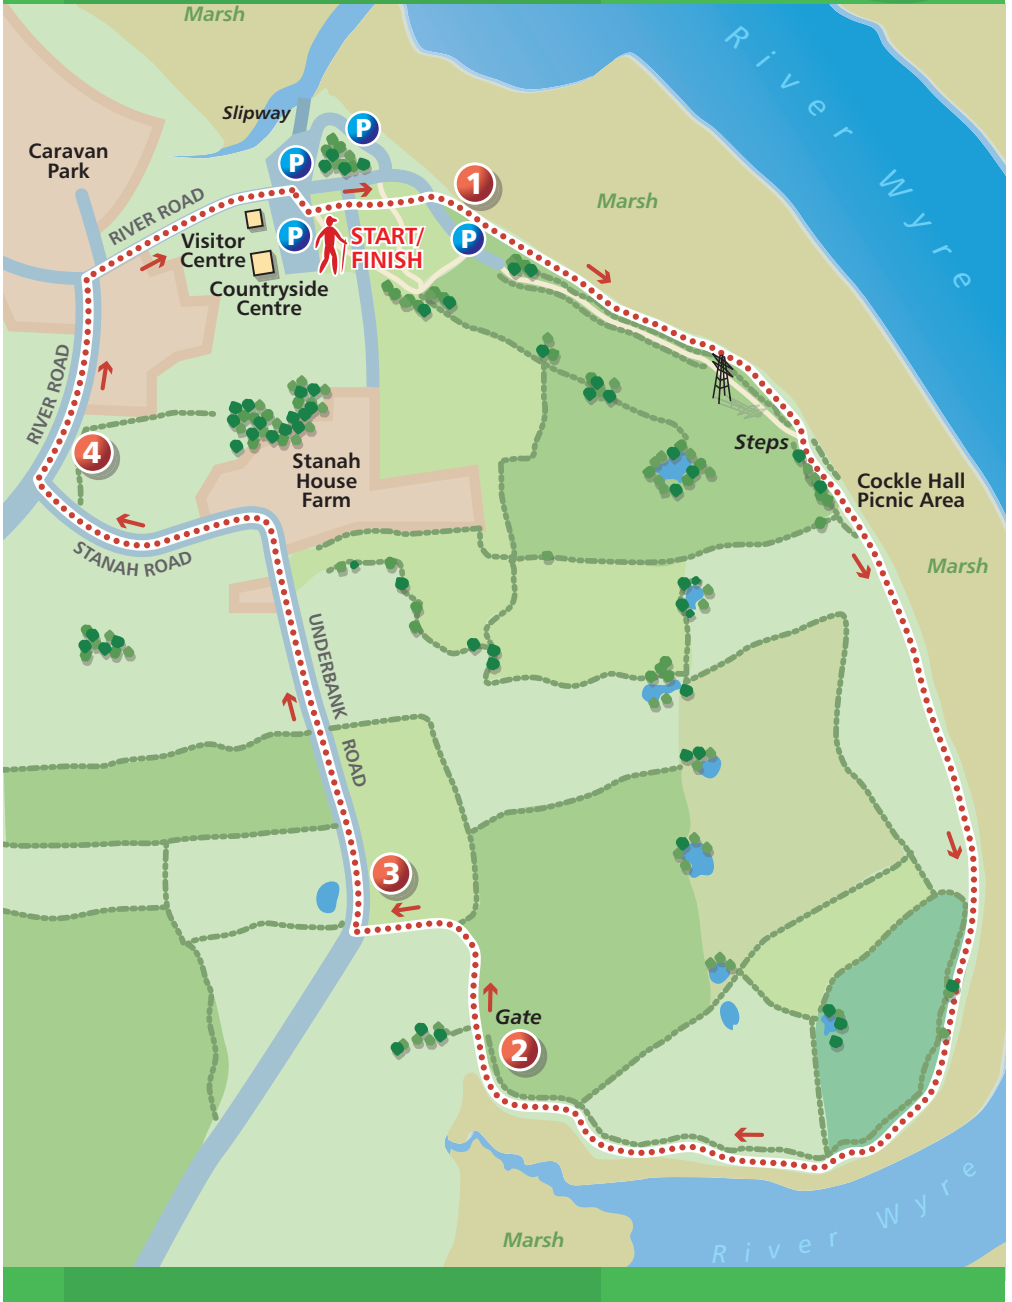 Marsh
River Wyre
Slipway
P
P
Caravan
Park
1
Marsh
RIVER ROAD
Visitor
Centre
P
START/
FINISH
P
Countryside
Centre
RIVER ROAD
4
Steps
Stanah
House
Farm
Cockle Hall
Picnic Area
STANAH ROAD
Marsh
UNDERBANK
ROAD
3
Gate
2
River Wyre
Marsh